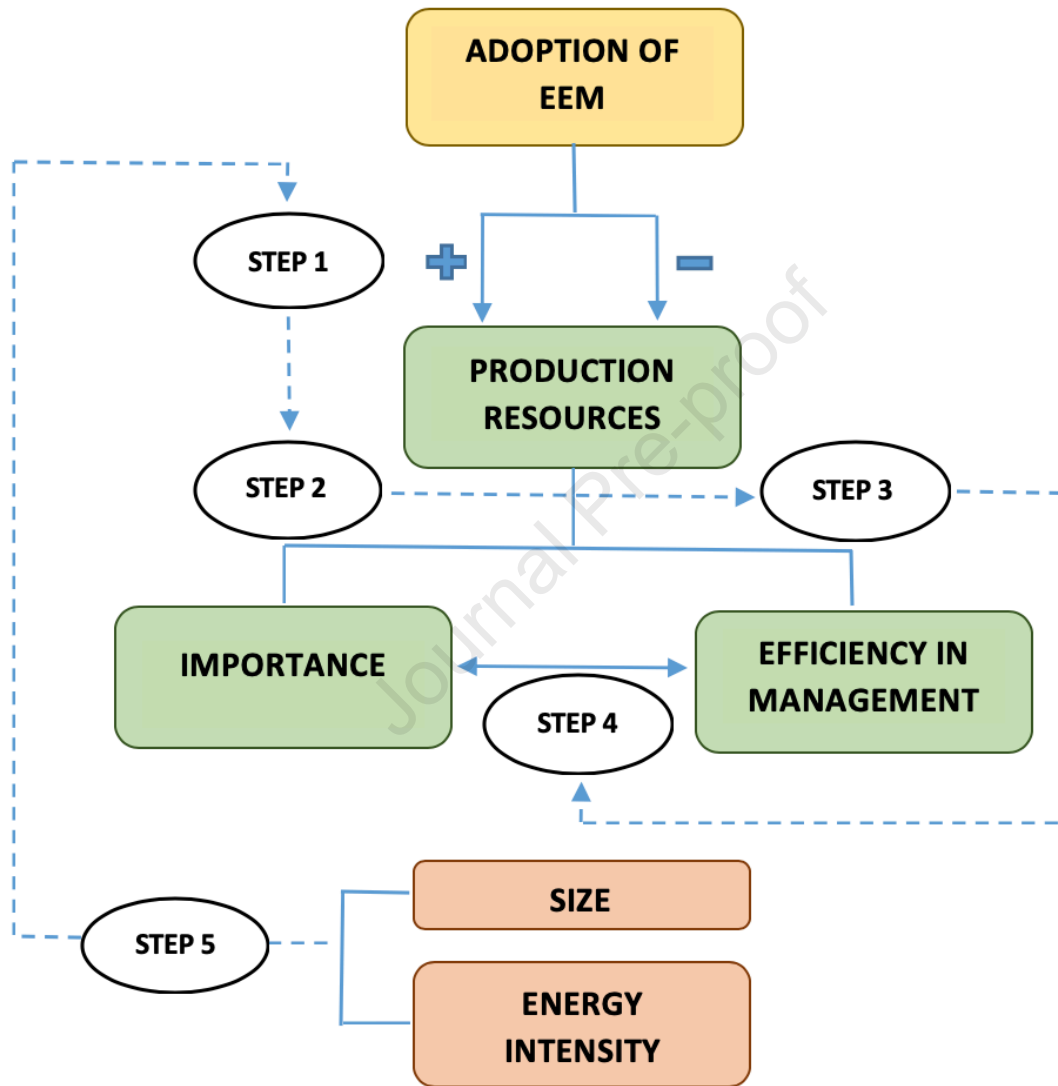 ADOPTION OF
EEM
STEP 1
PRODUCTION
RESOURCES
STEP 2
STEP 3
IMPORTANCE
EFFICIENCY IN
MANAGEMENT
STEP 4
SIZE
STEP 5
ENERGY
INTENSITY
Journal Pre-proof